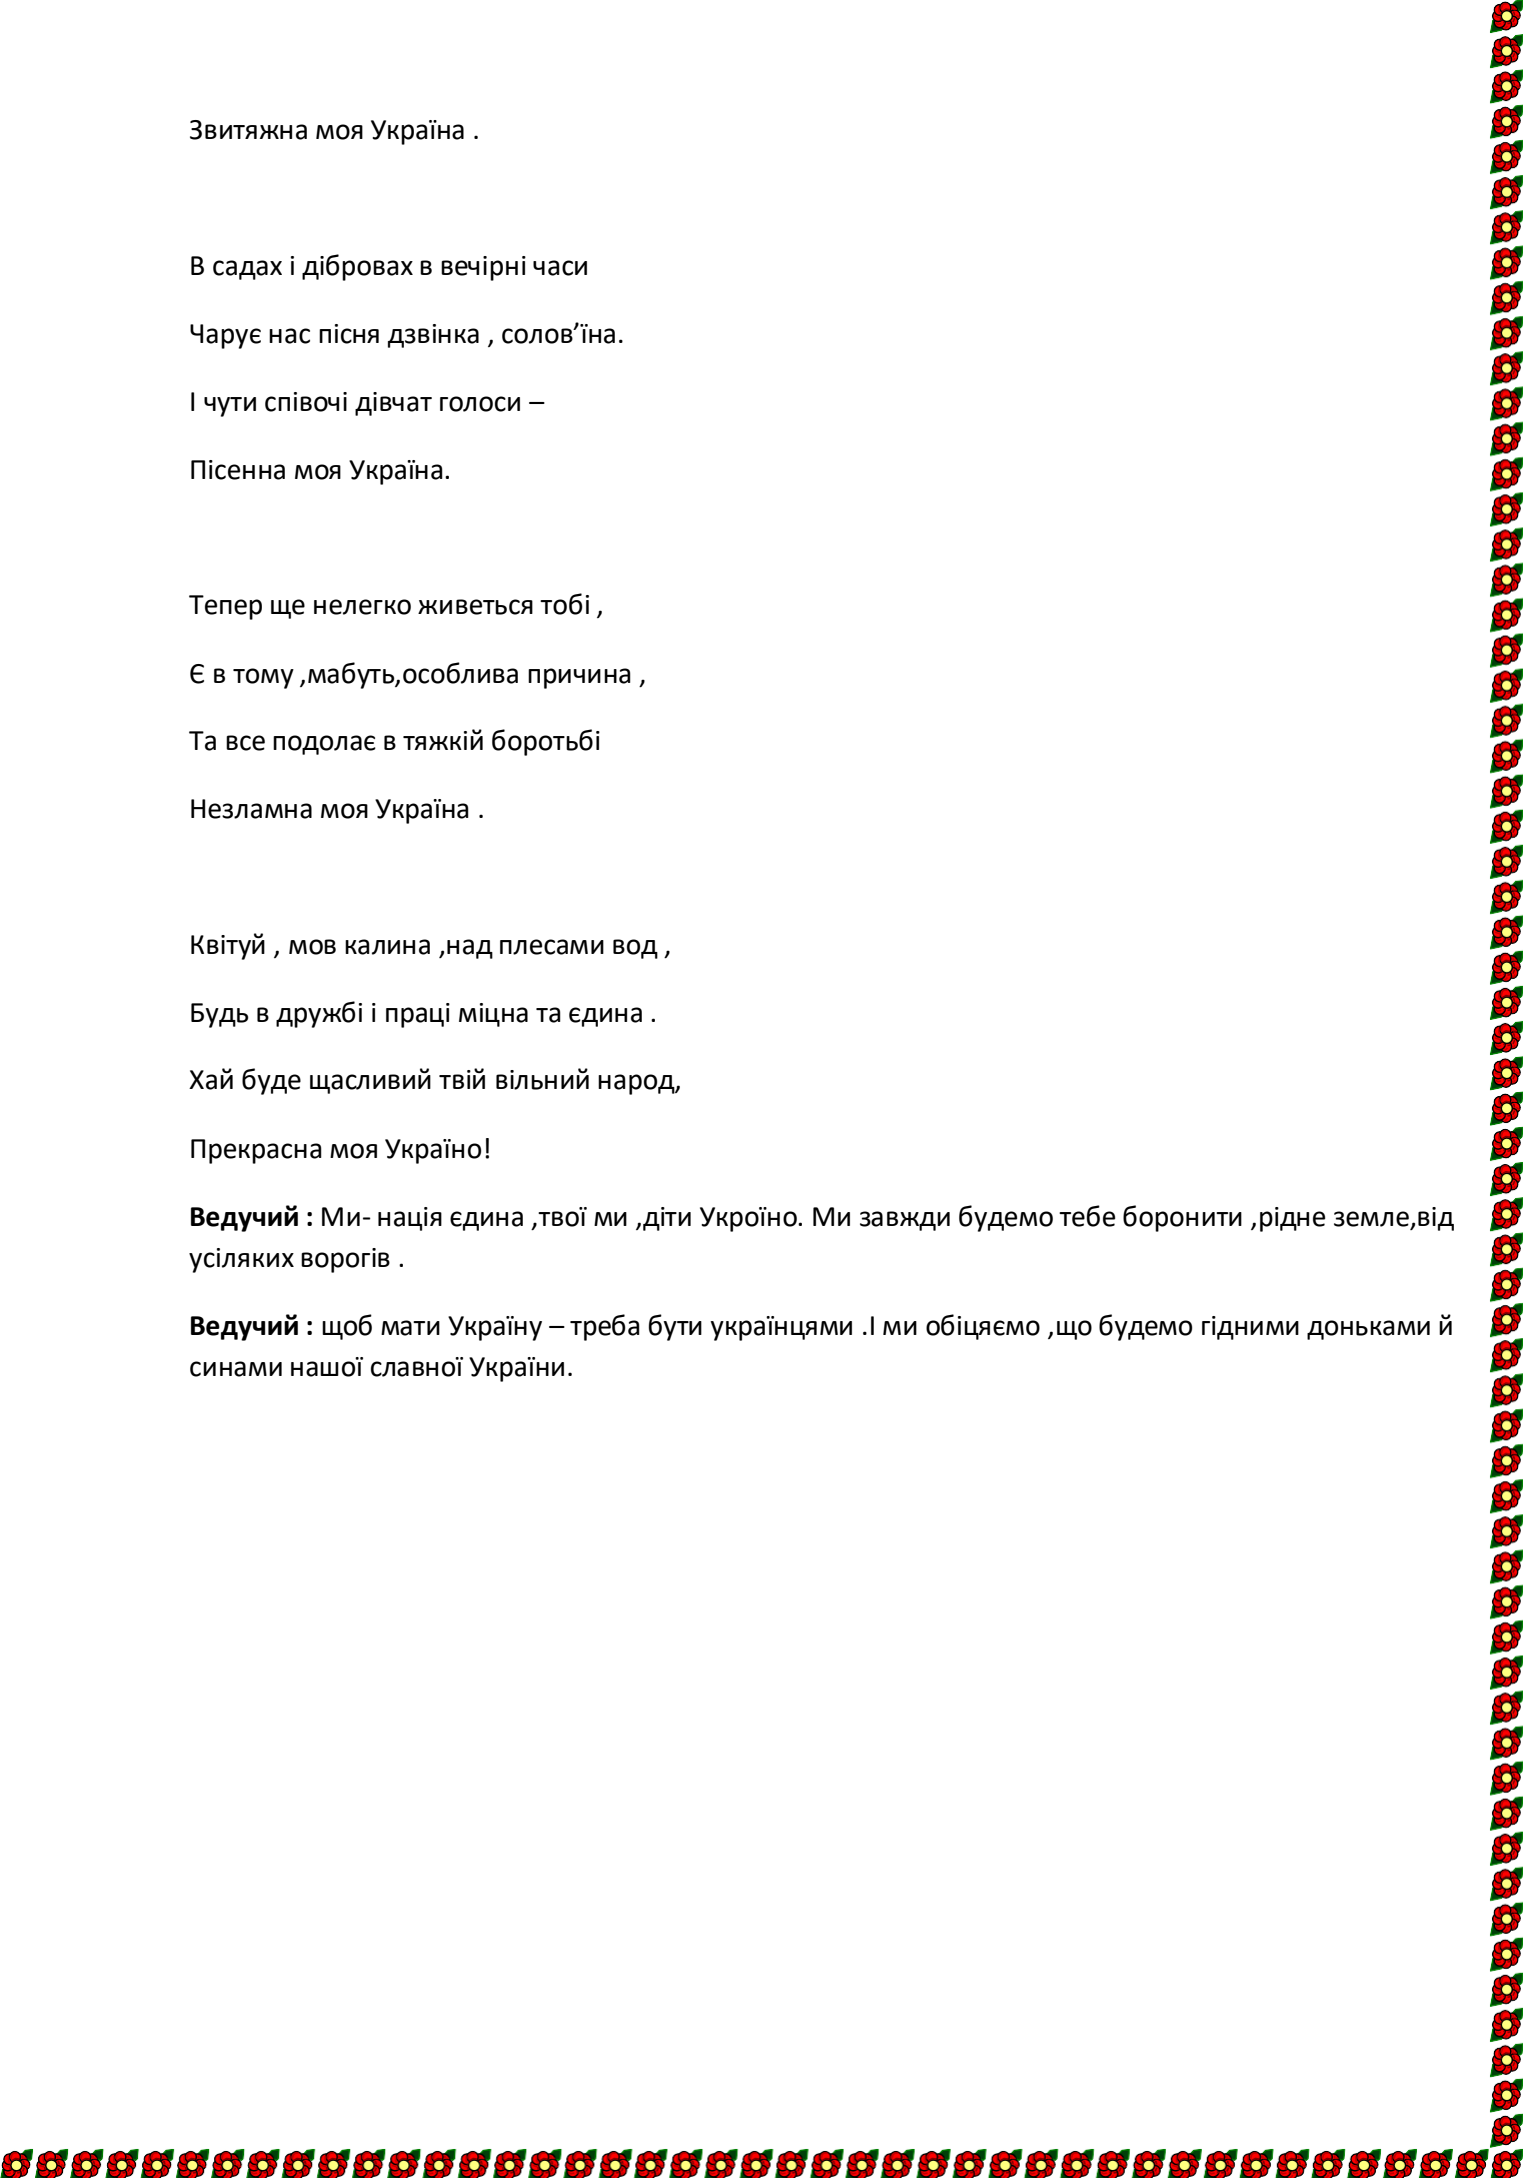 Звитяжна моя Україна .
В садах і дібровах в вечірні часи
Чарує нас пісня дзвінка , солов’їна.
І чути співочі дівчат голоси –
Пісенна моя Україна.
Тепер ще нелегко живеться тобі ,
Є в тому ,мабуть,особлива причина ,
Та все подолає в тяжкій боротьбі
Незламна моя Україна .
Квітуй , мов калина ,над плесами вод ,
Будь в дружбі і праці міцна та єдина .
Хай буде щасливий твій вільний народ,
Прекрасна моя Україно!
Ведучий : Ми- нація єдина ,твої ми ,діти Укроїно. Ми завжди будемо тебе боронити ,рідне земле,від
усіляких ворогів .
Ведучий : щоб мати Україну – треба бути українцями .І ми обіцяємо ,що будемо гідними доньками й
синами нашої славної України.